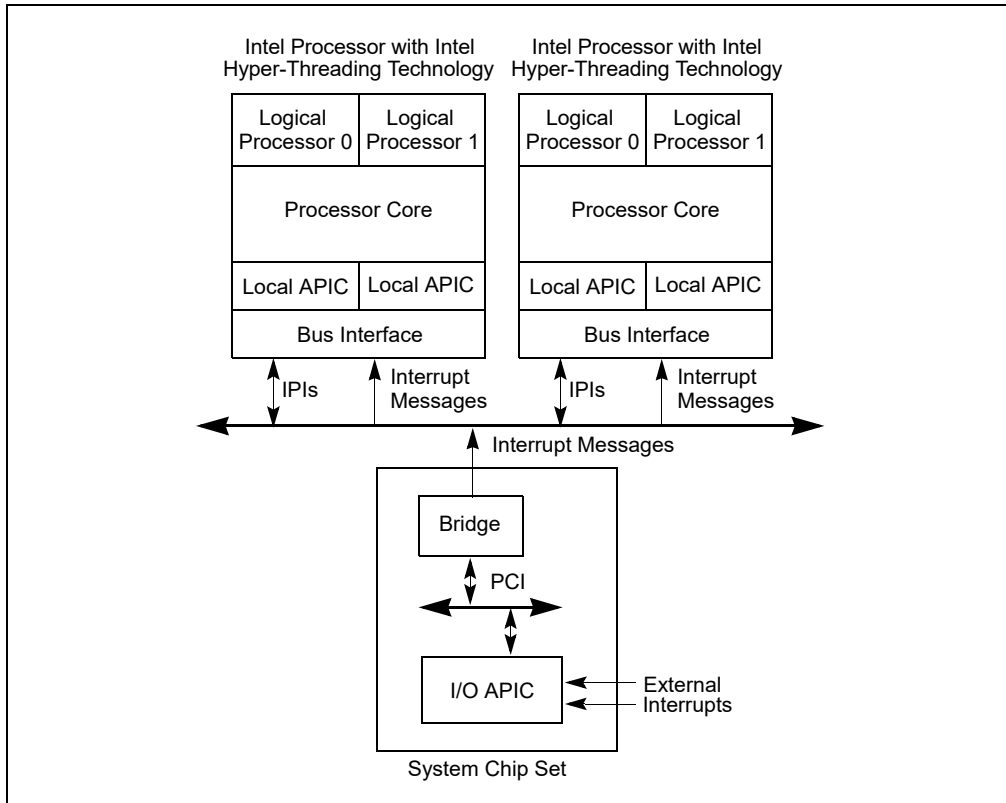 Intel Processor with Intel
Hyper-Threading Technology
Intel Processor with Intel
Hyper-Threading Technology
Logical
Processor 0
Logical
Processor 1
Logical
Processor 0
Logical
Processor 1
Processor Core
Processor Core
Local APIC
Local APIC
Local APIC
Local APIC
Bus Interface
Bus Interface
IPIs
Interrupt
Messages
IPIs
Interrupt
Messages
Interrupt Messages
Bridge
PCI
I/O APIC
External
Interrupts
System Chip Set